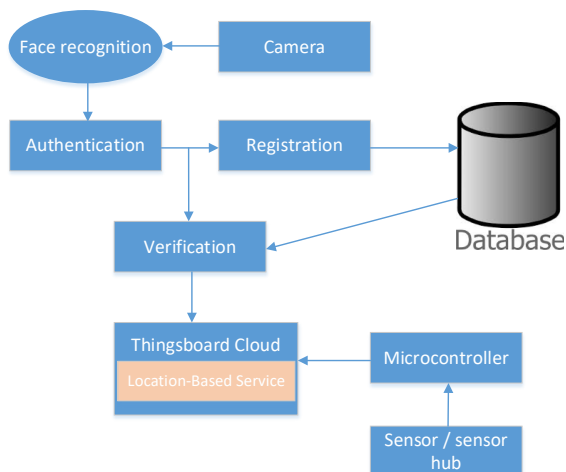 Face recognition
Camera
Authentication
Registration
Database
Verification
Thingsboard Cloud
Location-Based Service
Microcontroller
Sensor / sensor
hub